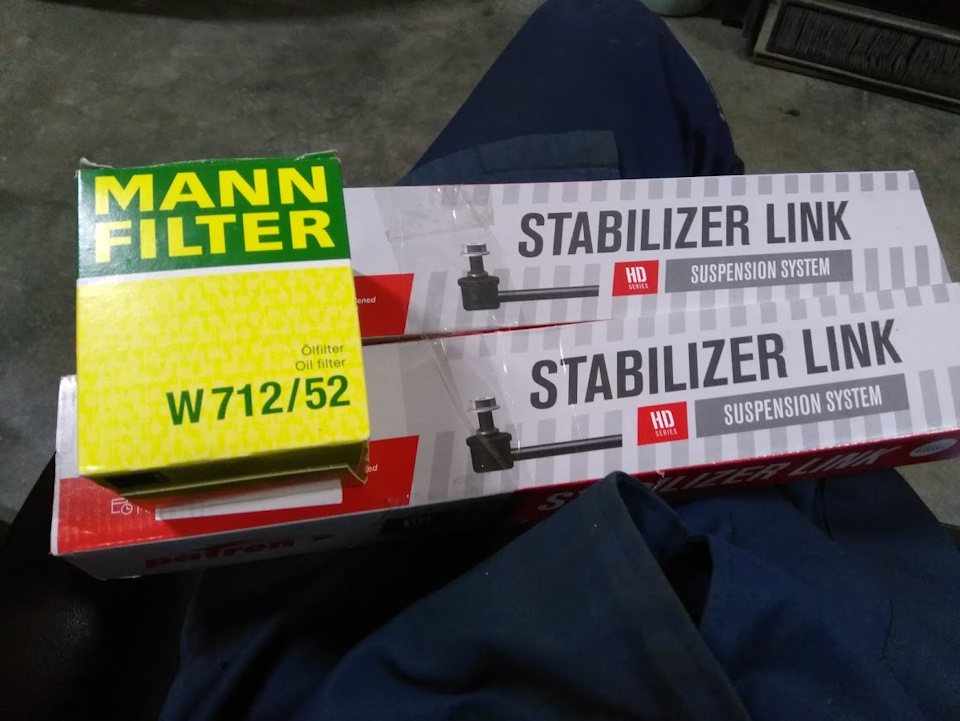 MANN
FILTER
Ölfilter
Oil filter
W 712/52
STABILIZER LINK
HD
SERIES
SUSPENSION SYSTEM
STABILIZER LINK
HD
SERIES
SUSPENSION SYSTEM
STABILIZER LINK
patron